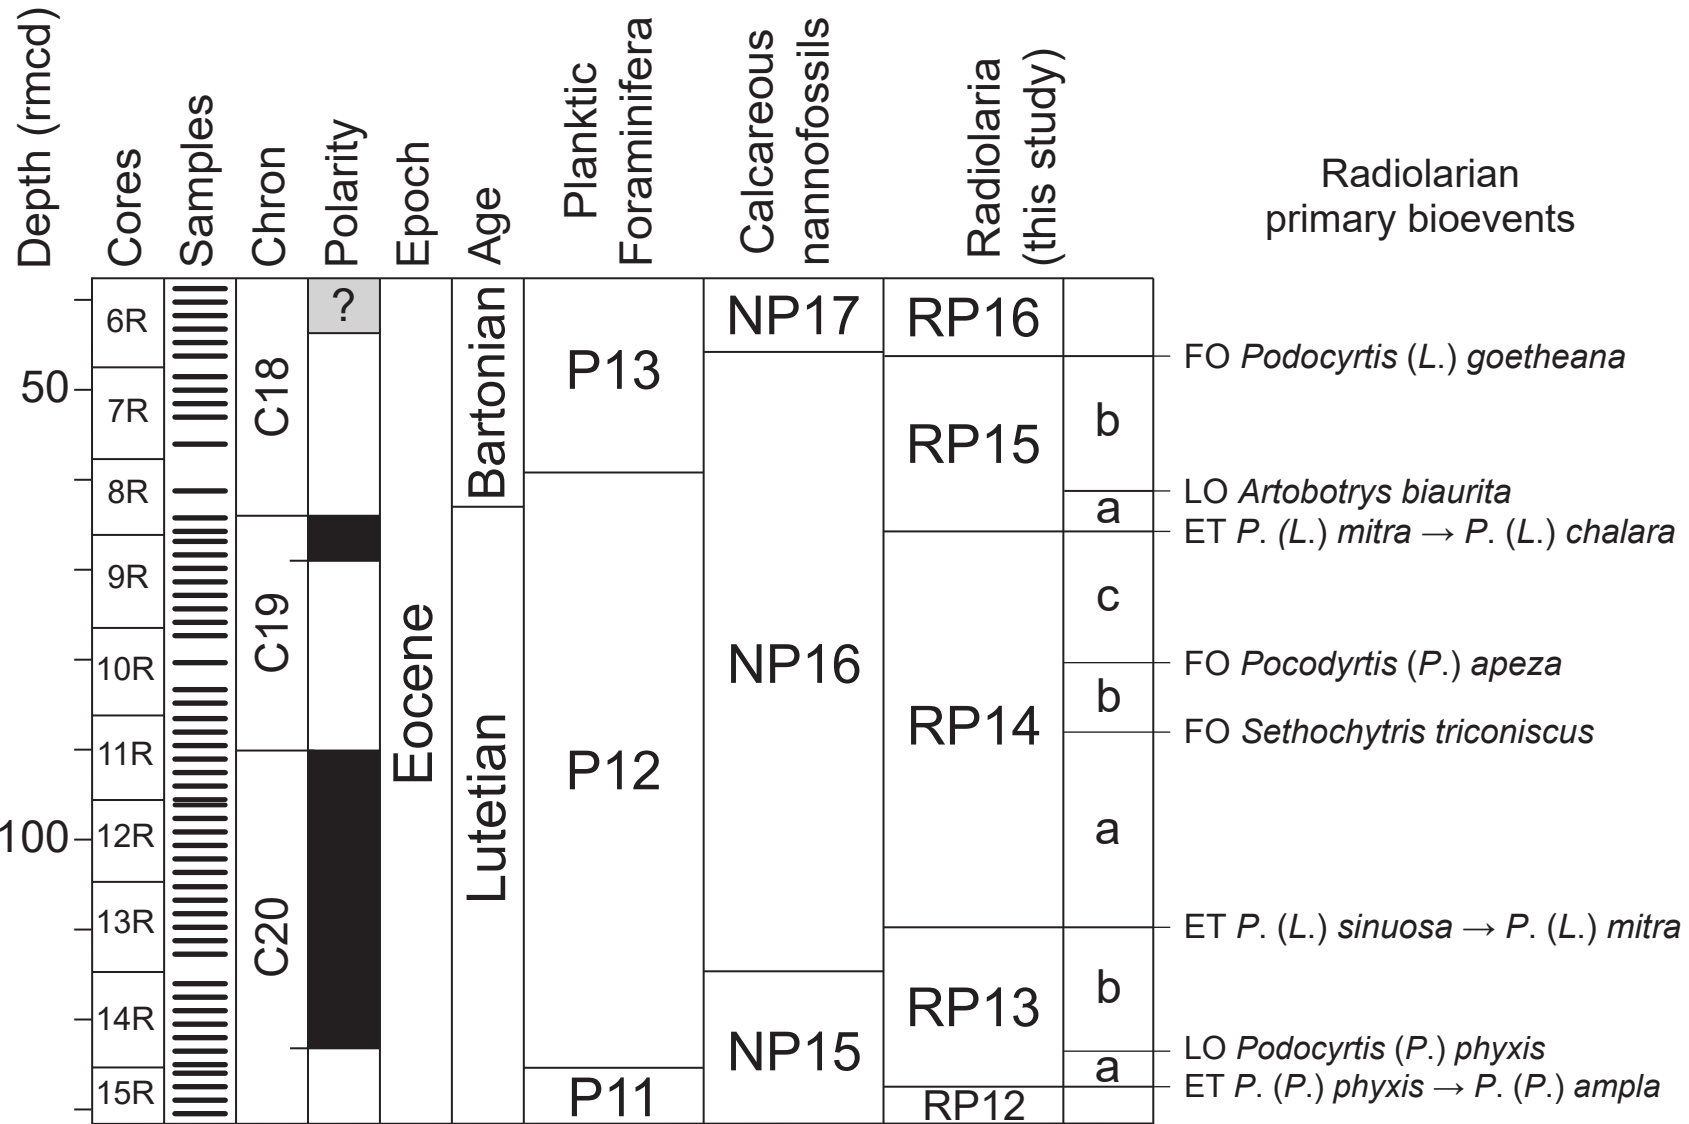 Depth (rmcd)
Cores
Samples
Chron
Polarity
Epoch
Age
Planktic
Foraminifera
Calcareous
nannofossils
Radiolaria
(this study)
Radiolarian
primary bioevents
50
100
6R
7R
8R
9R
10R
11R
12R
13R
14R
15R
C18
C19
C20
?
Eocene
Bartonian
Lutetian
P13
P12
P11
NP17
NP16
NP15
RP16
RP15
RP14
RP13
RP12
b
a
c
b
a
b
a
FO Podocyrtis (L.) goetheana
LO Artobotrys biaurita
ET P. (L.) mitra → P. (L.) chalara
FO Pocodyrtis (P.) apeza
FO Sethochytris triconiscus
ET P. (L.) sinuosa → P. (L.) mitra
LO Podocyrtis (P.) phyxis
ET P. (P.) phyxis → P. (P.) ampla